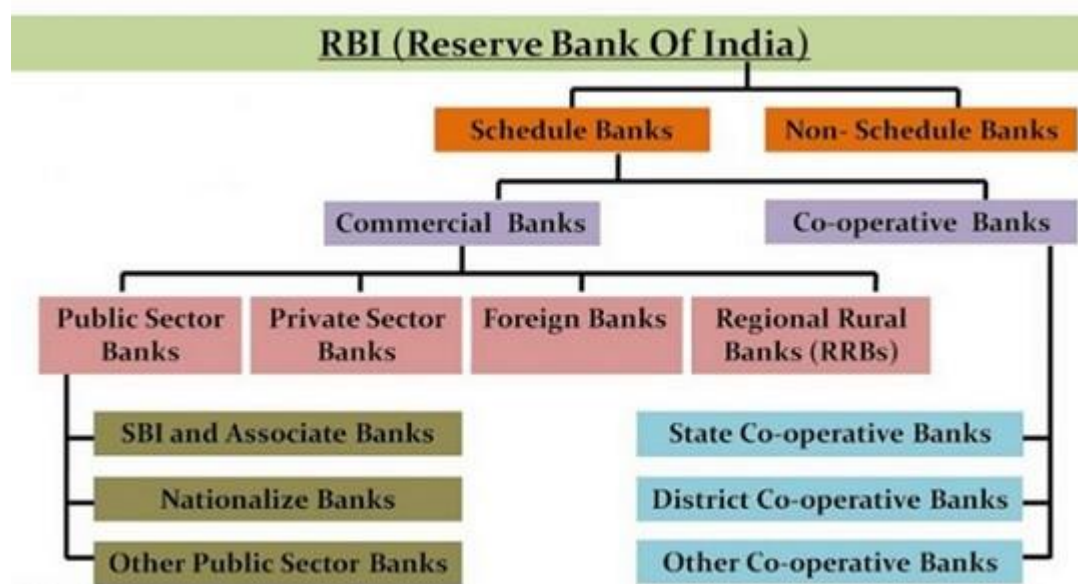 RBI (Reserve Bank Of India)
Schedule Banks
Non- Schedule Banks
Commercial Banks
Co-operative Banks
Public Sector
Banks
Private Sector
Banks
Foreign Banks
Regional Rural
Banks (RRBs)
SBI and Associate Banks
Nationalize Banks
Other Public Sector Banks
State Co-operative Banks
District Co-operative Banks
Other Co-operative Banks